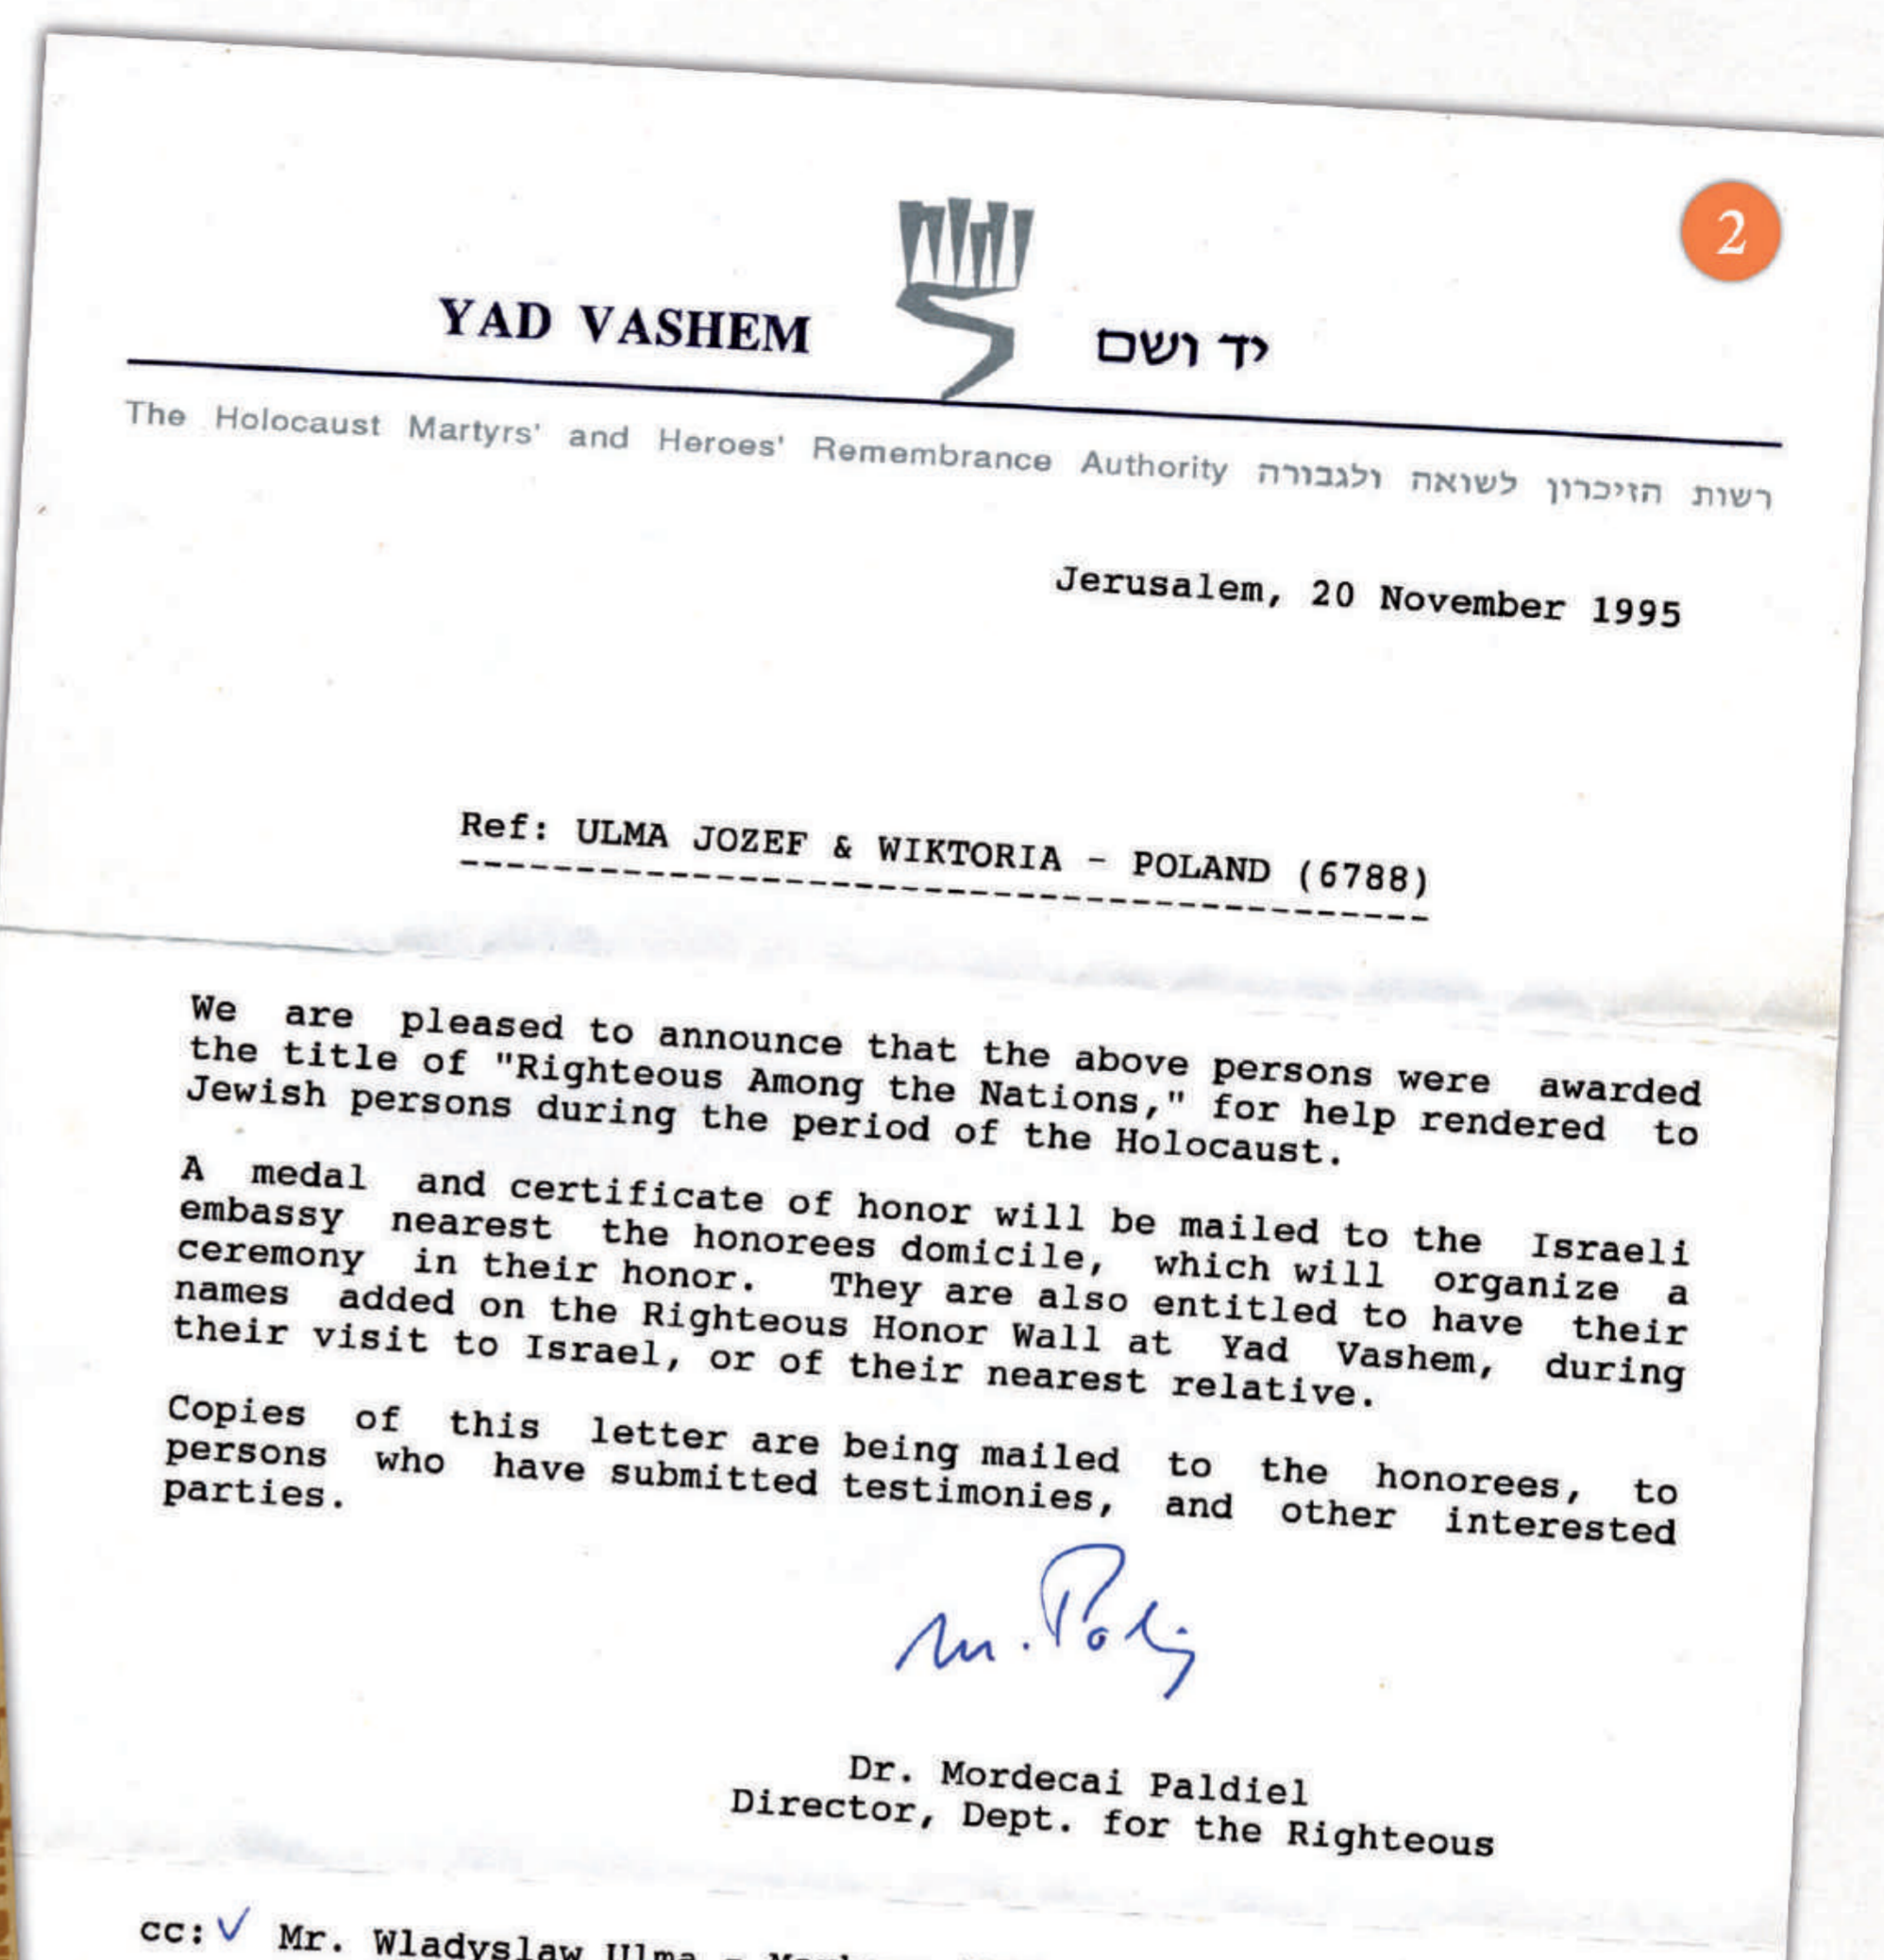 2
YAD VASHEM יד ושם
The Holocaust Martyrs' and Heroes' Remembrance Authority רשות הזיכרון לשואה ולגבורה
Jerusalem, 20 November 1995
Ref: ULMA JOZEF & WIKTORIA - POLAND (6788)
We are pleased to announce that the above persons were awarded
the title of "Righteous Among the Nations," for help rendered to
Jewish persons during the period of the Holocaust.
A medal and certificate of honor will be mailed to the Israeli
embassy nearest the honorees domicile, which will organize a
ceremony in their honor. They are also entitled to have their
names added on the Righteous Honor Wall at Yad Vashem, during
their visit to Israel, or of their nearest relative.
Copies of this letter are being mailed to the honorees, to
persons who have submitted testimonies, and other interested
parties.
Dr. Mordecai Paldiel
Director, Dept. for the Righteous
cc: Mr. Wladyslaw Ulma -